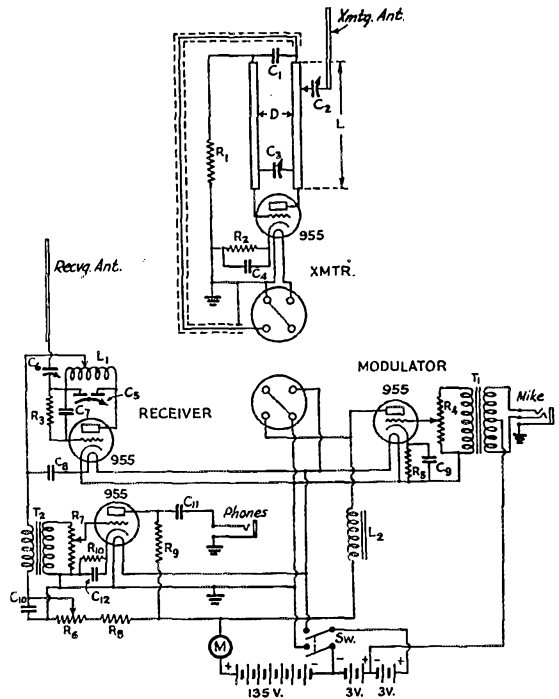 Xmtg. Ant.
C1
C2
D
L
C3
R1
955
R2
C4
XMTR.
Recvg. Ant.
L1
C6
C5
R3
C7
RECEIVER
955
C8
MODULATOR
955
T1
Mike
R4
R5
C9
T2
R7
955
C11
Phones
R10
R9
L2
C10
C12
R6
R8
Sw.
M
+
-
-
+
-
+
135 V.
3V.
3V.